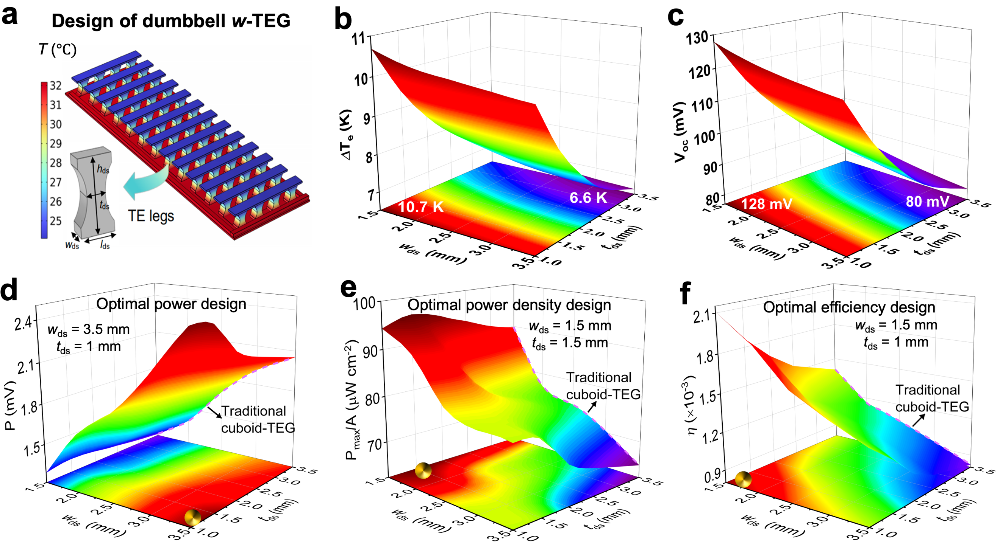 a
Design of dumbbell w-TEG
T (°C)
32
31
30
29
28
27
26
25
hds
tds
wds
lds
TE legs
b
11
10
9
8
7
ΔTe (K)
10.7 K
6.6 K
1.5
2.0
2.5
3.0
3.5
wds (mm)
1.0
1.5
2.0
2.5
3.0
3.5
tds (mm)
c
130
120
110
100
90
80
Voc (mV)
128 mV
80 mV
1.5
2.0
2.5
3.0
3.5
wds (mm)
1.0
1.5
2.0
2.5
3.0
3.5
tds (mm)
d
Optimal power design
wds = 3.5 mm
tds = 1 mm
2.4
2.1
1.8
1.5
P (mV)
Traditional
cuboid-TEG
1.5
2.0
2.5
3.0
3.5
wds (mm)
1.0
1.5
2.0
2.5
3.0
3.5
tds (mm)
e
Optimal power density design
wds = 1.5 mm
tds = 1.5 mm
100
90
80
70
Pmax/A (μW cm-2)
Traditional
cuboid-TEG
1.5
2.0
2.5
3.0
3.5
wds (mm)
1.0
1.5
2.0
2.5
3.0
3.5
tds (mm)
f
Optimal efficiency design
wds = 1.5 mm
tds = 1 mm
2.1
1.8
1.5
1.2
0.9
η (×10-3)
Traditional
cuboid-TEG
1.5
2.0
2.5
3.0
3.5
wds (mm)
1.0
1.5
2.0
2.5
3.0
3.5
tds (mm)